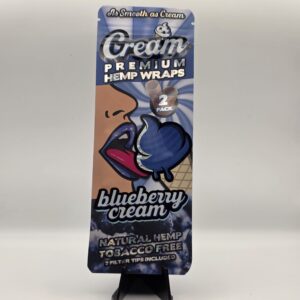 As Smooth as Cream
Cream
PREMIUM
HEMP WRAPS
2
PACK
blueberry
cream
NATURAL HEMP
TOBACCO FREE
2 FILTER TIPS INCLUDED